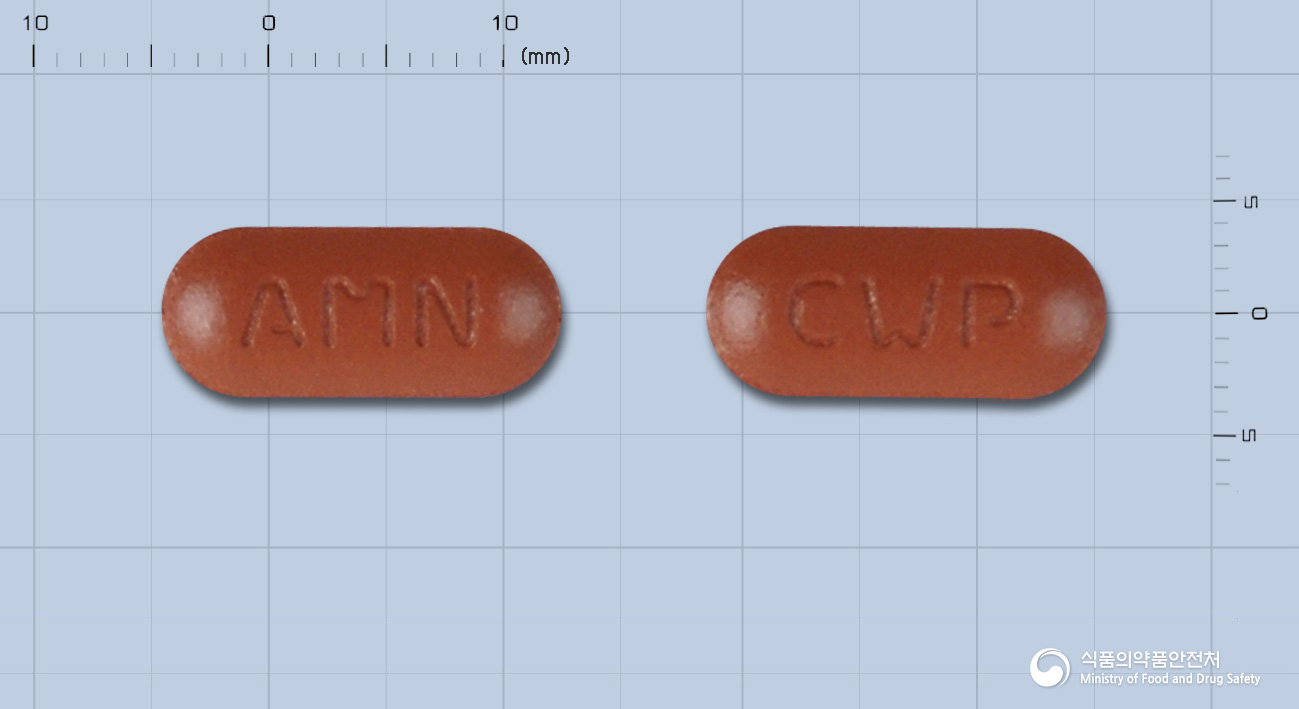 10 0 10
(mm)
AMN CWP
5
0
5
식품의약품안전처
Ministry of Food and Drug Safety